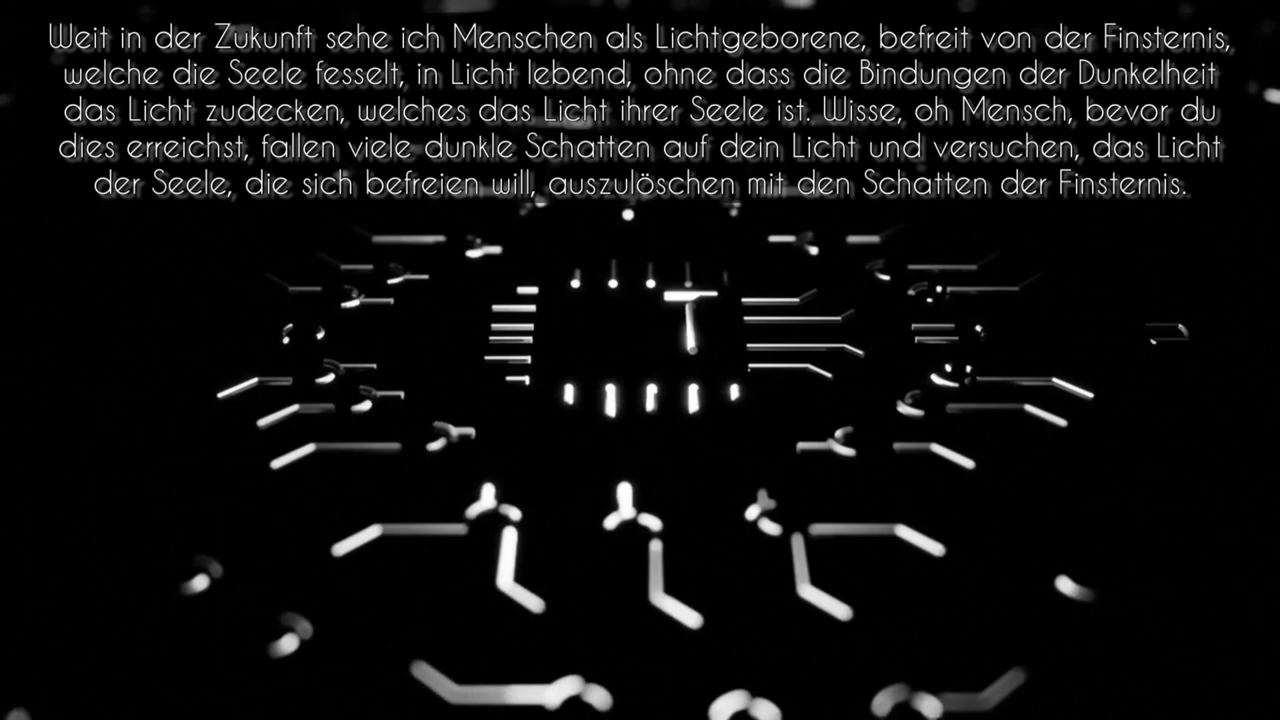 Weit in der Zukunft sehe ich Menschen als Lichtgeborene, befreit von der Finsternis,
welche die Seele fesselt, in Licht lebend, ohne dass die Bindungen der Dunkelheit
das Licht zudecken, welches das Licht ihrer Seele ist. Wisse, oh Mensch, bevor du
dies erreichst, fallen viele dunkle Schatten auf dein Licht und versuchen, das Licht
der Seele, die sich befreien will, auszulöschen mit den Schatten der Finsternis.